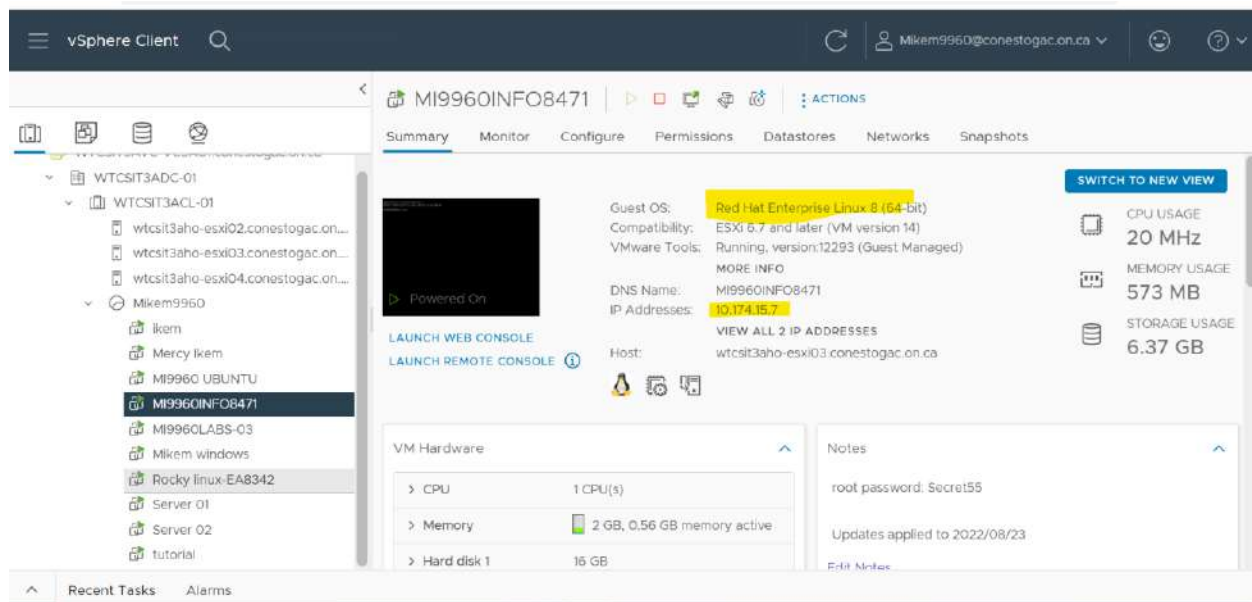 vSphere Client
Mikem9960@conestogac.on.ca
MI9960INFO8471
ACTIONS
Summary Monitor Configure Permissions Datastores Networks Snapshots
WTCSIT3ADC-01
WTCSIT3ACL-01
wtcsit3aho-esxi02.conestogac.on....
wtcsit3aho-esxi03.conestogac.on....
wtcsit3aho-esxi04.conestogac.on....
Mikem9960
ikem
Mercy Ikem
MI9960 UBUNTU
MI9960INFO8471
MI9960LABS-03
Mikem windows
Rocky linux-EA8342
Server 01
Server 02
tutorial
Powered On
LAUNCH WEB CONSOLE
LAUNCH REMOTE CONSOLE
Guest OS: Red Hat Enterprise Linux 8 (64-bit)
Compatibility: ESXi 6.7 and later (VM version 14)
VMware Tools: Running, version:12293 (Guest Managed)
MORE INFO
DNS Name: MI9960INFO8471
IP Addresses: 10.174.15.7
VIEW ALL 2 IP ADDRESSES
Host: wtcsit3aho-esxi03.conestogac.on.ca
SWITCH TO NEW VIEW
CPU USAGE
20 MHz
MEMORY USAGE
573 MB
STORAGE USAGE
6.37 GB
VM Hardware
CPU 1 CPU(s)
Memory 2 GB, 0.56 GB memory active
Hard disk 1 16 GB
Notes
root password: Secret55
Updates applied to 2022/08/23
Edit Notes...
Recent Tasks Alarms